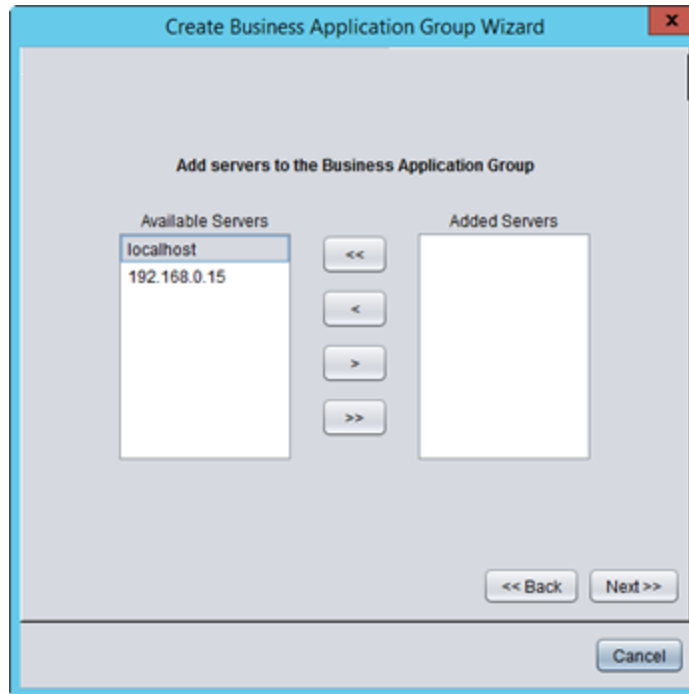 Create Business Application Group Wizard
x
Add servers to the Business Application Group
Available Servers
Added Servers
localhost
192.168.0.15
<<
<
>
>>
<< Back
Next >>
Cancel